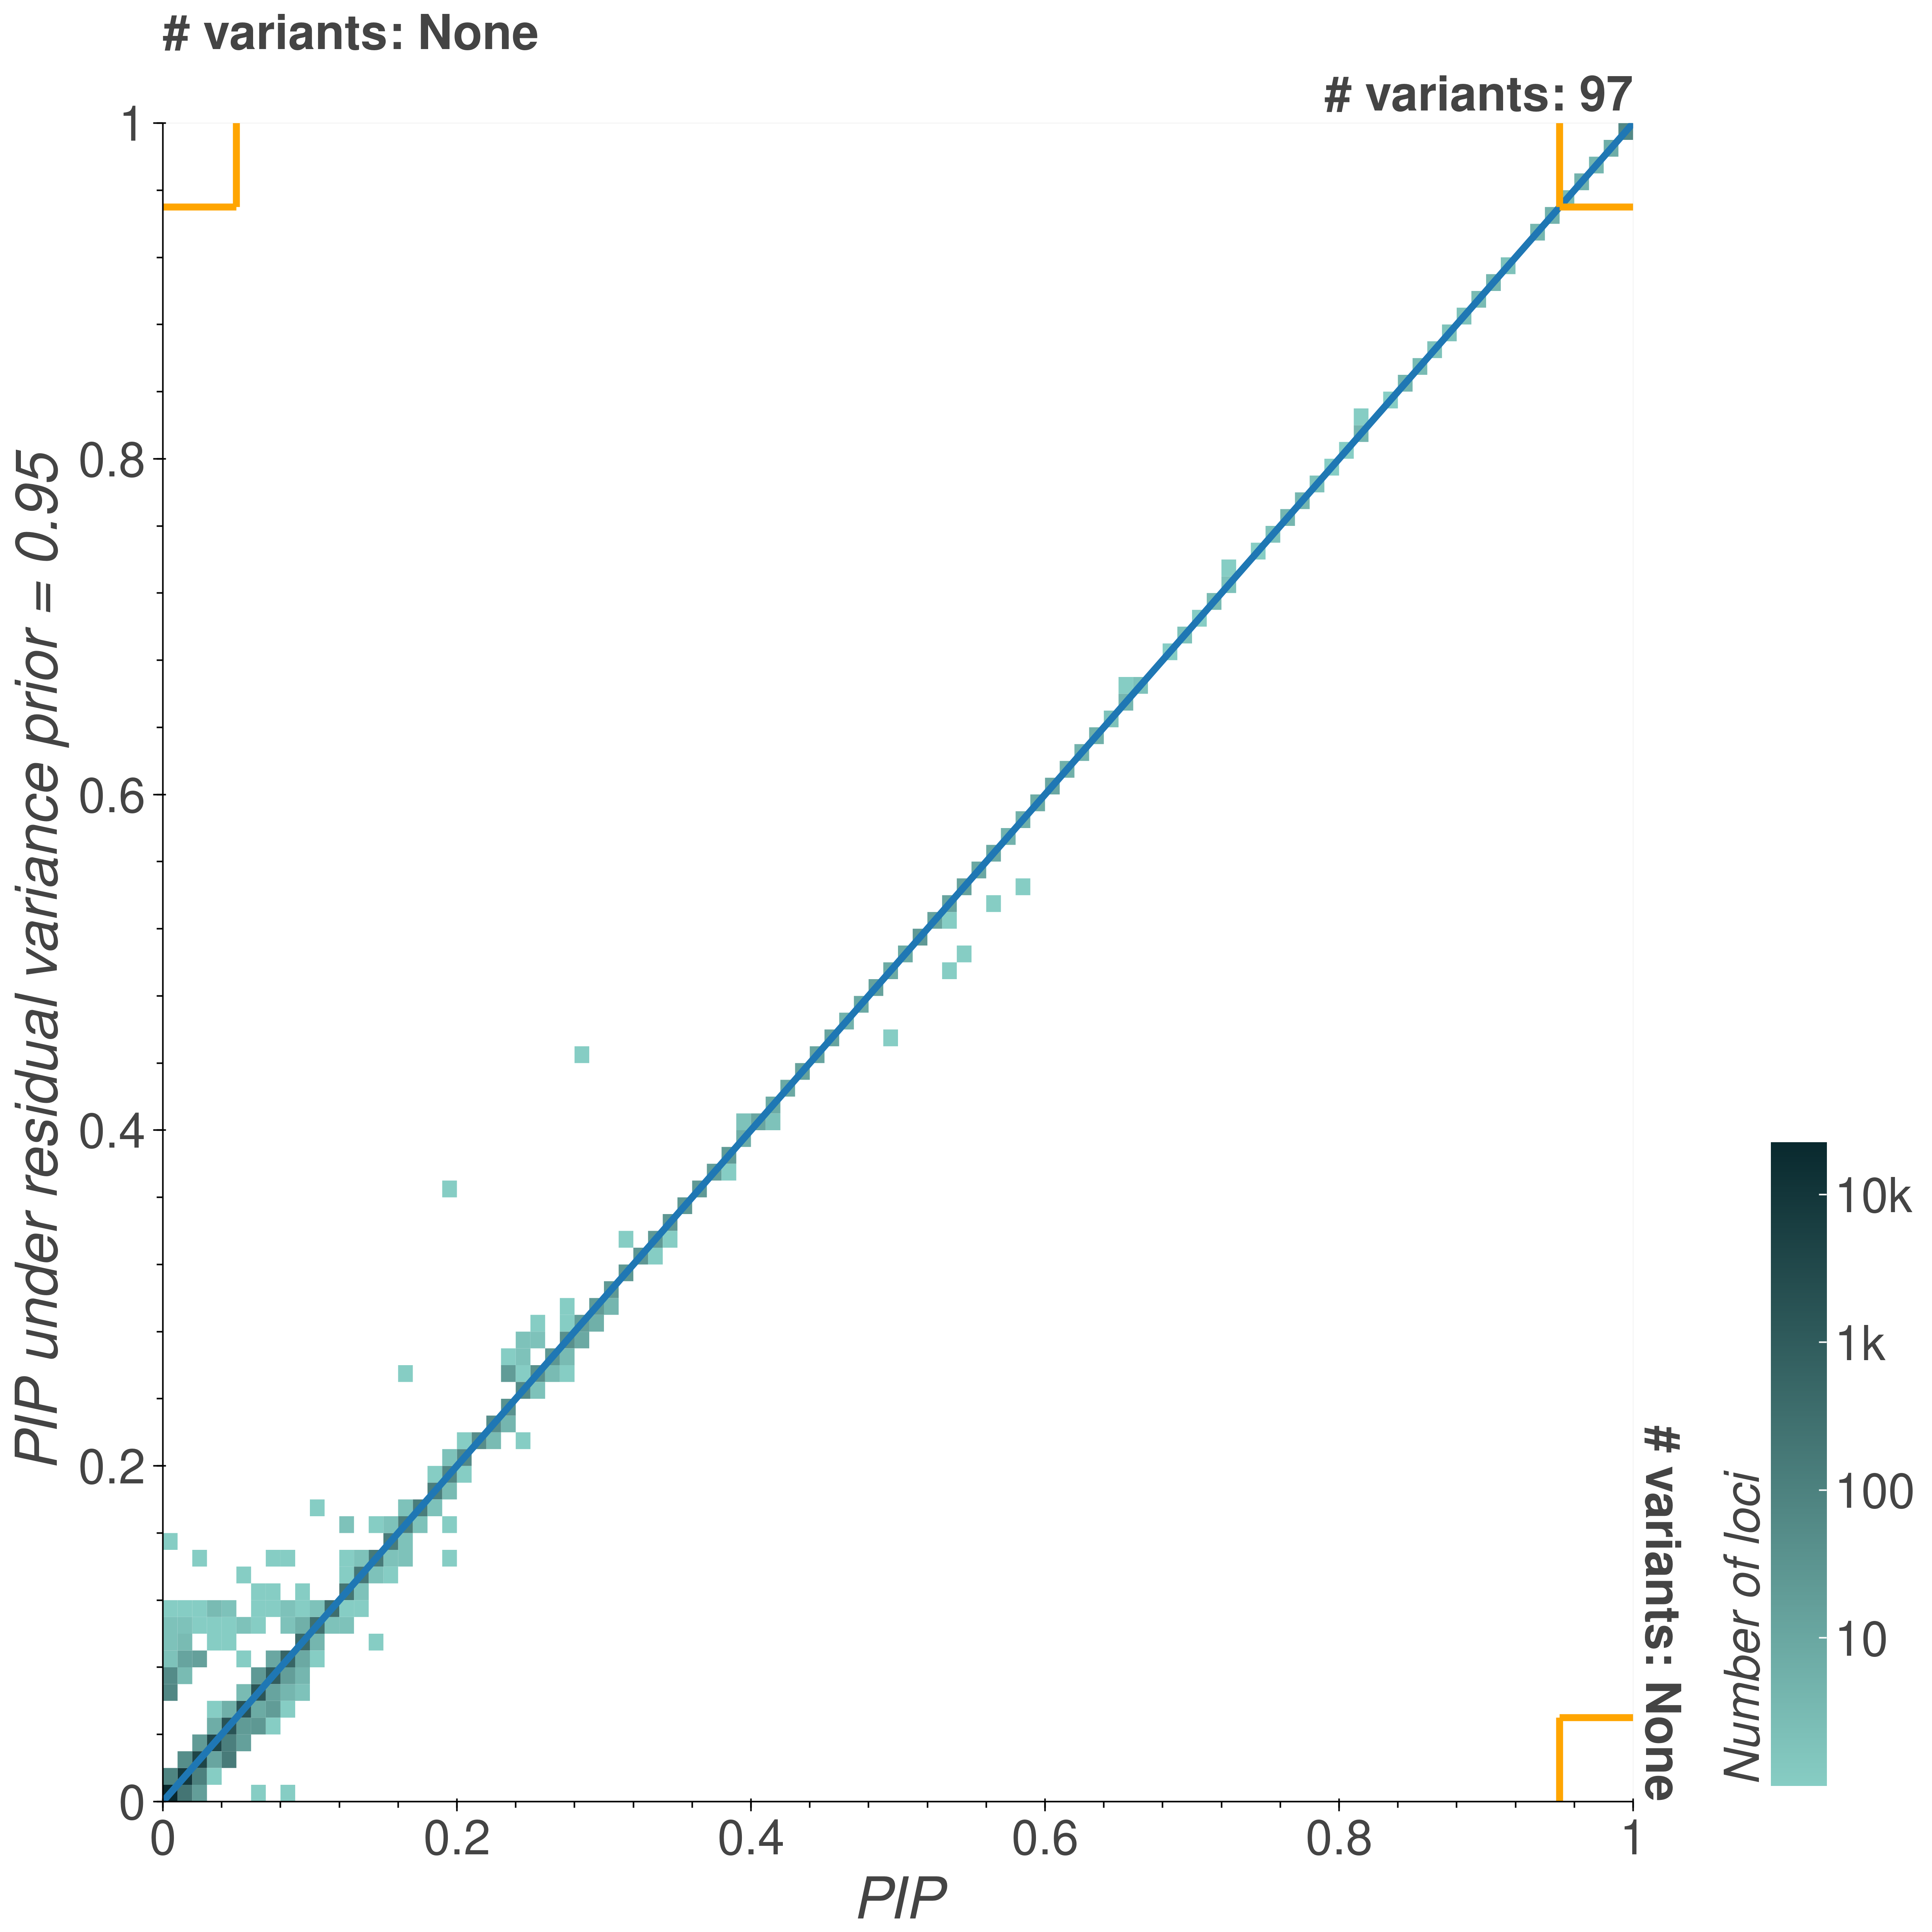 # variants: None
# variants: 97
PIP under residual variance prior = 0.95
1
0.8
0.6
0.4
0.2
0
0
0.2
0.4
0.6
0.8
1
PIP
# variants: None
Number of loci
10k
1k
100
10